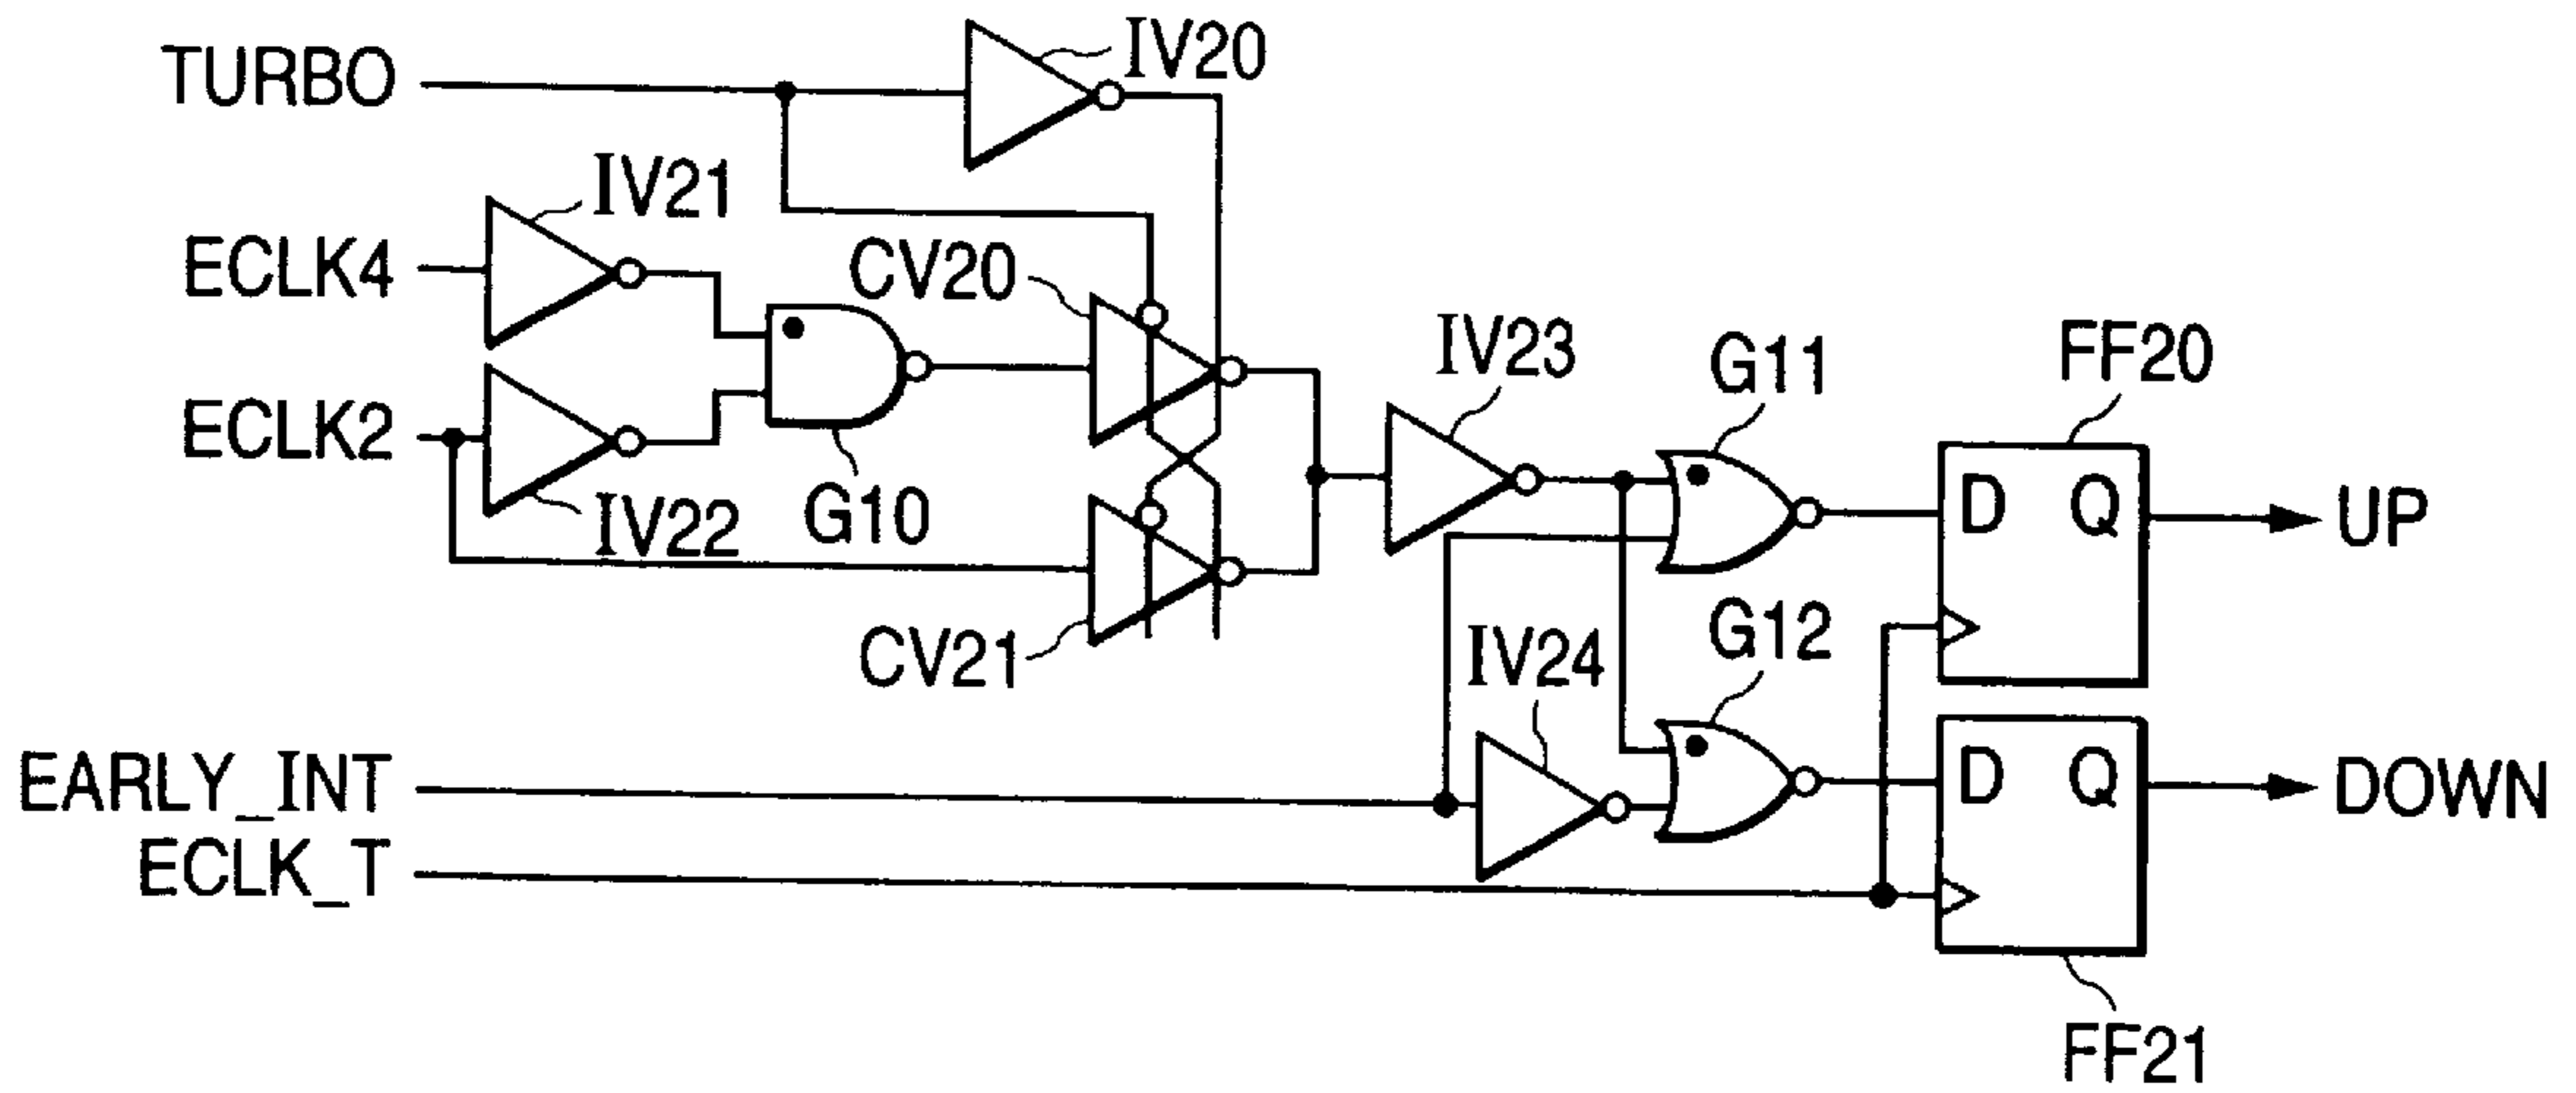 TURBO
IV20
IV21
ECLK4
CV20
ECLK2
IV22
G10
CV21
IV23
G11
FF20
D Q
UP
IV24
G12
EARLY_INT
D Q
DOWN
ECLK_T
FF21